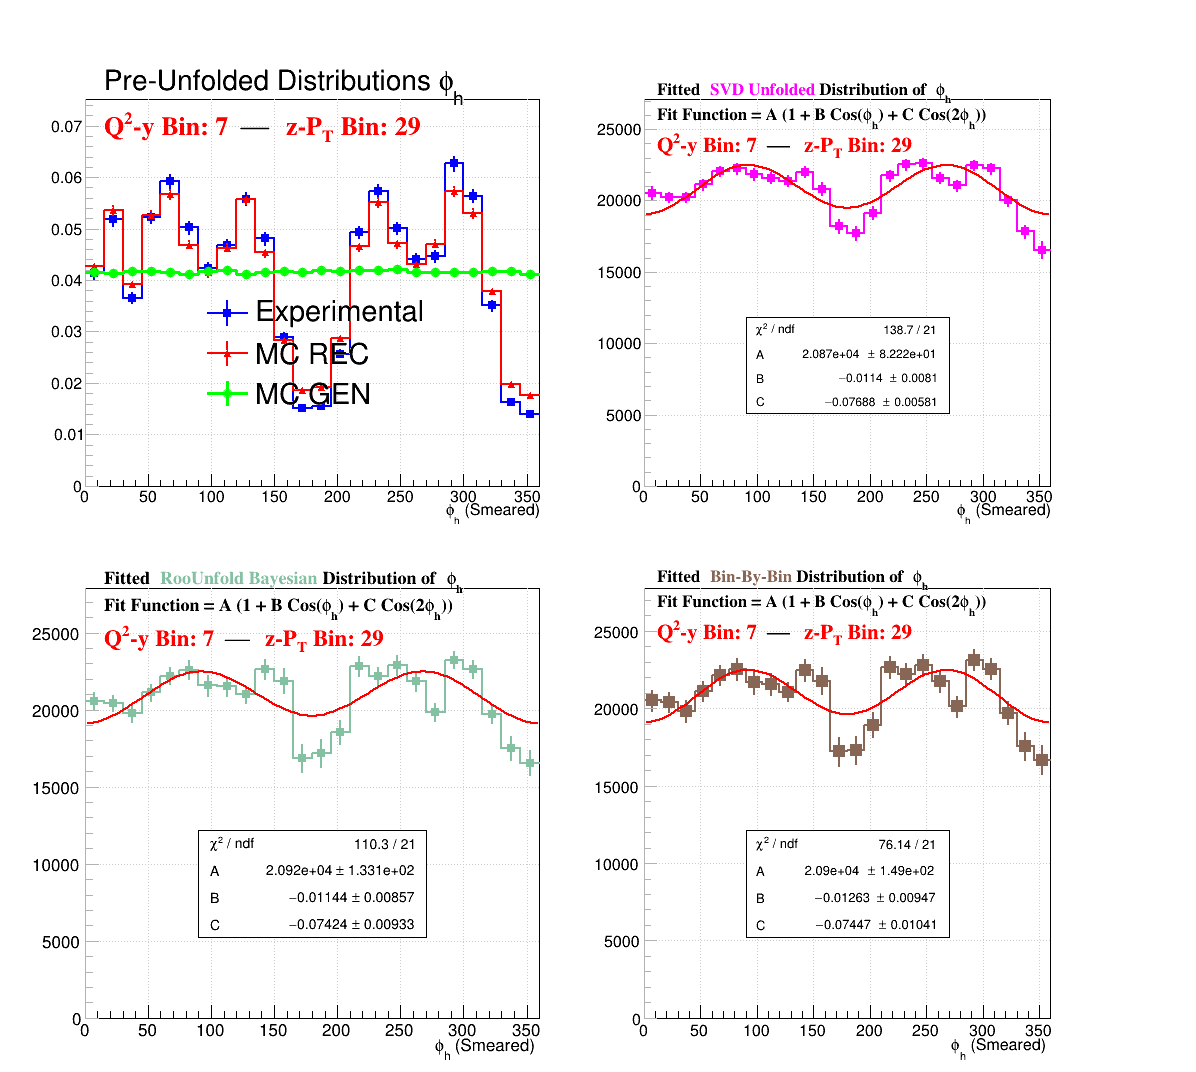 Pre-Unfolded Distributions ϕh
Q²-y Bin: 7 — z-PT Bin: 29
0.07
0.06
0.05
0.04
0.03
0.02
0.01
0
Experimental
MC REC
MC GEN
0 50 100 150 200 250 300 350
ϕh (Smeared)
Fitted SVD Unfolded Distribution of ϕh
Fit Function = A (1 + B Cos(ϕh) + C Cos(2ϕh))
Q²-y Bin: 7 — z-PT Bin: 29
25000
20000
15000
10000
5000
0
χ² / ndf 138.7 / 21
A 2.087e+04 ± 8.222e+01
B −0.0114 ± 0.0081
C −0.07688 ± 0.00581
0 50 100 150 200 250 300 350
ϕh (Smeared)
Fitted RooUnfold Bayesian Distribution of ϕh
Fit Function = A (1 + B Cos(ϕh) + C Cos(2ϕh))
Q²-y Bin: 7 — z-PT Bin: 29
25000
20000
15000
10000
5000
0
χ² / ndf 110.3 / 21
A 2.092e+04 ± 1.331e+02
B −0.01144 ± 0.00857
C −0.07424 ± 0.00933
0 50 100 150 200 250 300 350
ϕh (Smeared)
Fitted Bin-By-Bin Distribution of ϕh
Fit Function = A (1 + B Cos(ϕh) + C Cos(2ϕh))
Q²-y Bin: 7 — z-PT Bin: 29
25000
20000
15000
10000
5000
0
χ² / ndf 76.14 / 21
A 2.09e+04 ± 1.49e+02
B −0.01263 ± 0.00947
C −0.07447 ± 0.01041
0 50 100 150 200 250 300 350
ϕh (Smeared)